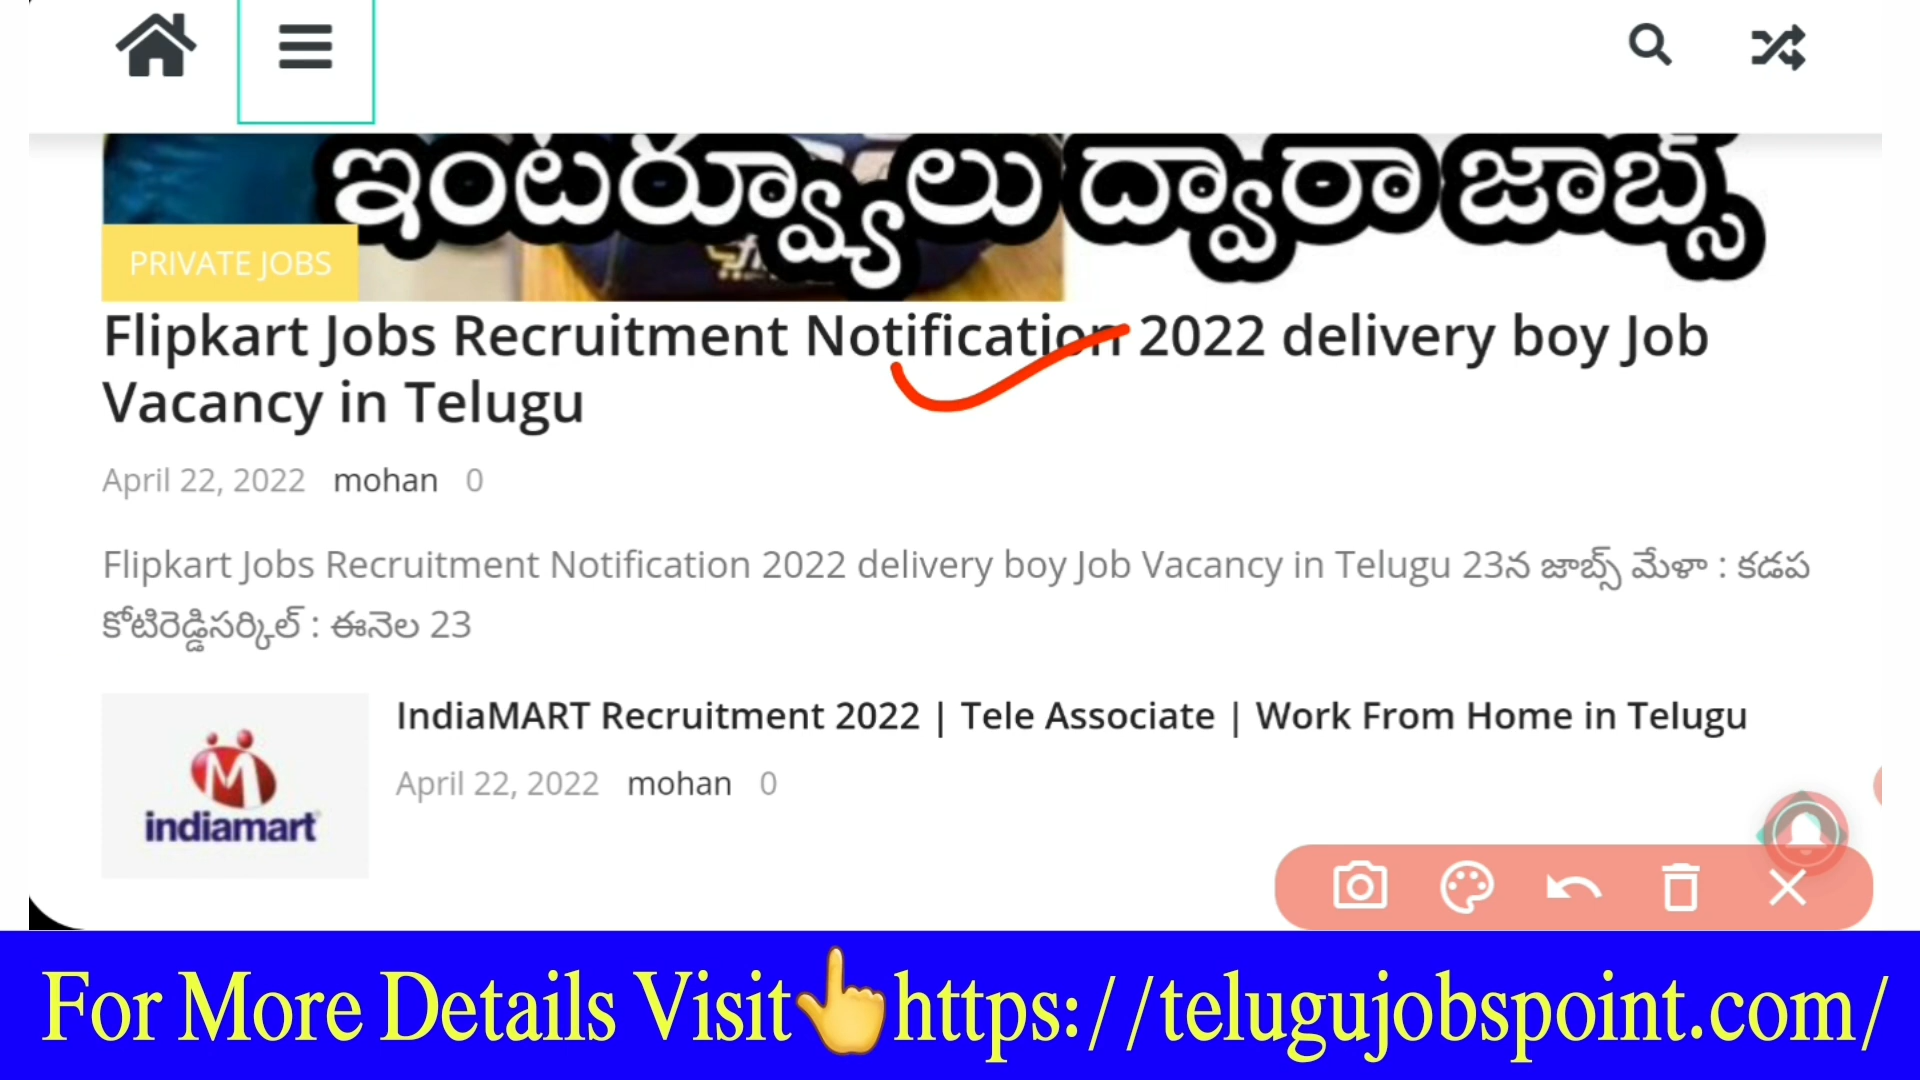 ఇంటర్వ్యూలు ద్వారా జాబ్స్
PRIVATE JOBS
Flipkart Jobs Recruitment Notification 2022 delivery boy Job
Vacancy in Telugu
April 22, 2022 mohan 0
Flipkart Jobs Recruitment Notification 2022 delivery boy Job Vacancy in Telugu 23న జాబ్స్ మేళా : కడప
కోటిరెడ్డిసర్కిల్ : ఈనెల 23
IndiaMART Recruitment 2022 | Tele Associate | Work From Home in Telugu
April 22, 2022 mohan 0
indiamart
For More Details Visit👆https://telugujobspoint.com/